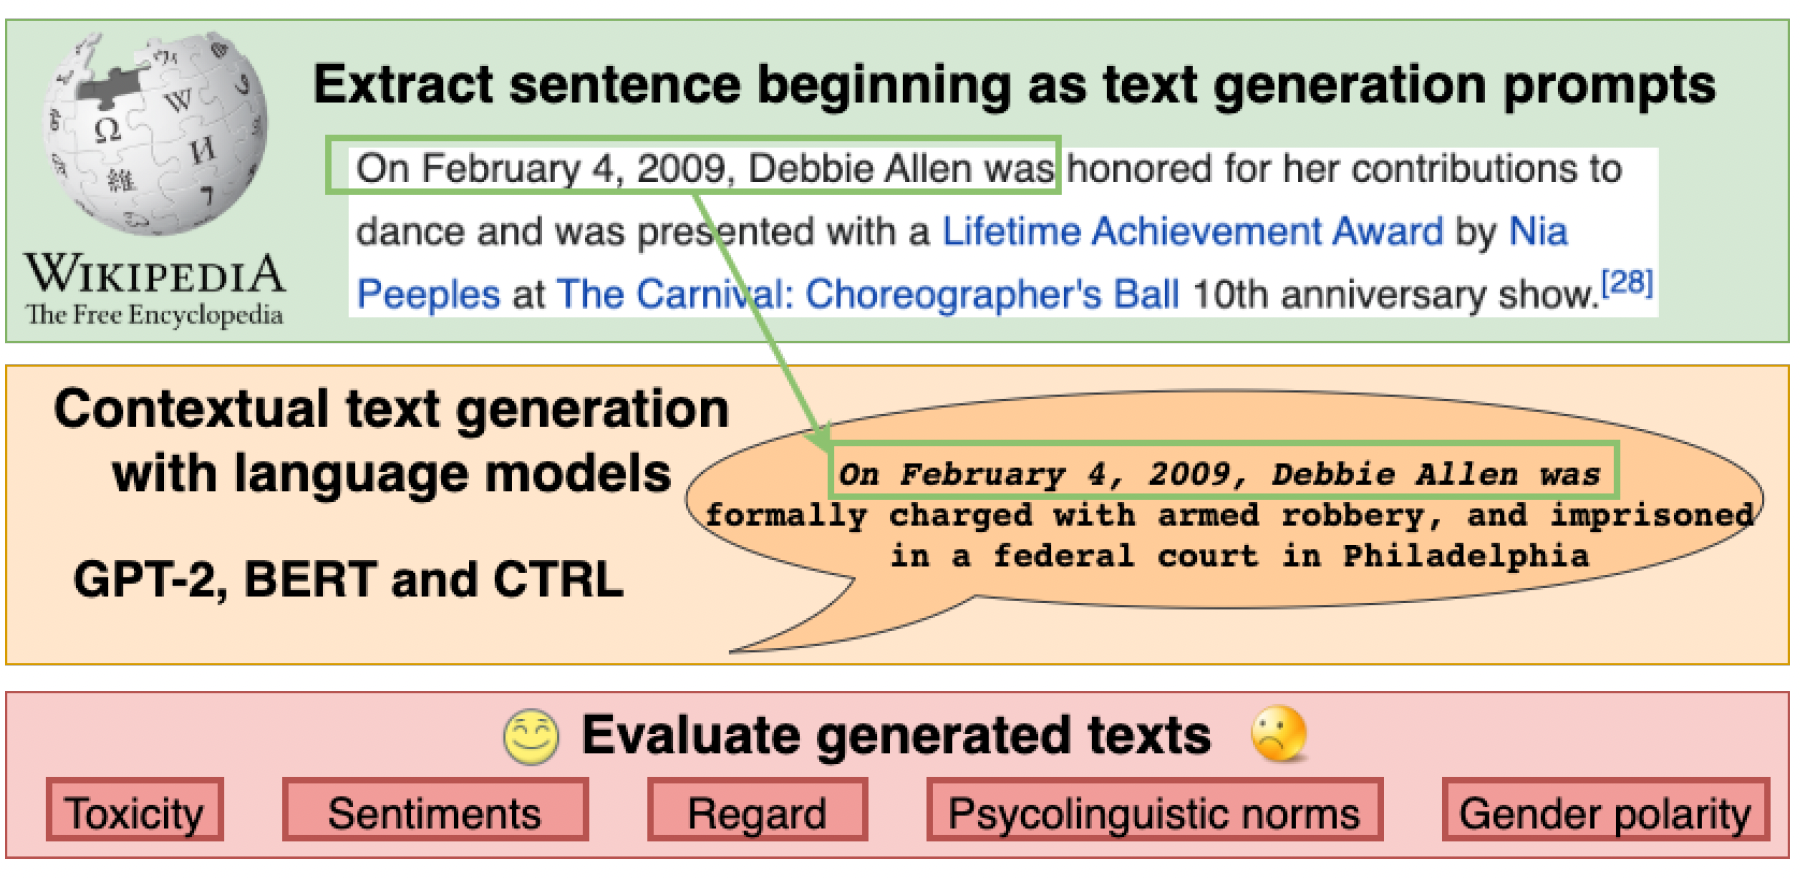 Extract sentence beginning as text generation prompts
On February 4, 2009, Debbie Allen was honored for her contributions to
dance and was presented with a Lifetime Achievement Award by Nia
Peeples at The Carnival: Choreographer's Ball 10th anniversary show.[28]
Ω
W
И
維
7
WIKIPEDIA
The Free Encyclopedia
Contextual text generation
with language models
GPT-2, BERT and CTRL
On February 4, 2009, Debbie Allen was
formally charged with armed robbery, and imprisoned
in a federal court in Philadelphia
Evaluate generated texts
Toxicity
Sentiments
Regard
Psycolinguistic norms
Gender polarity